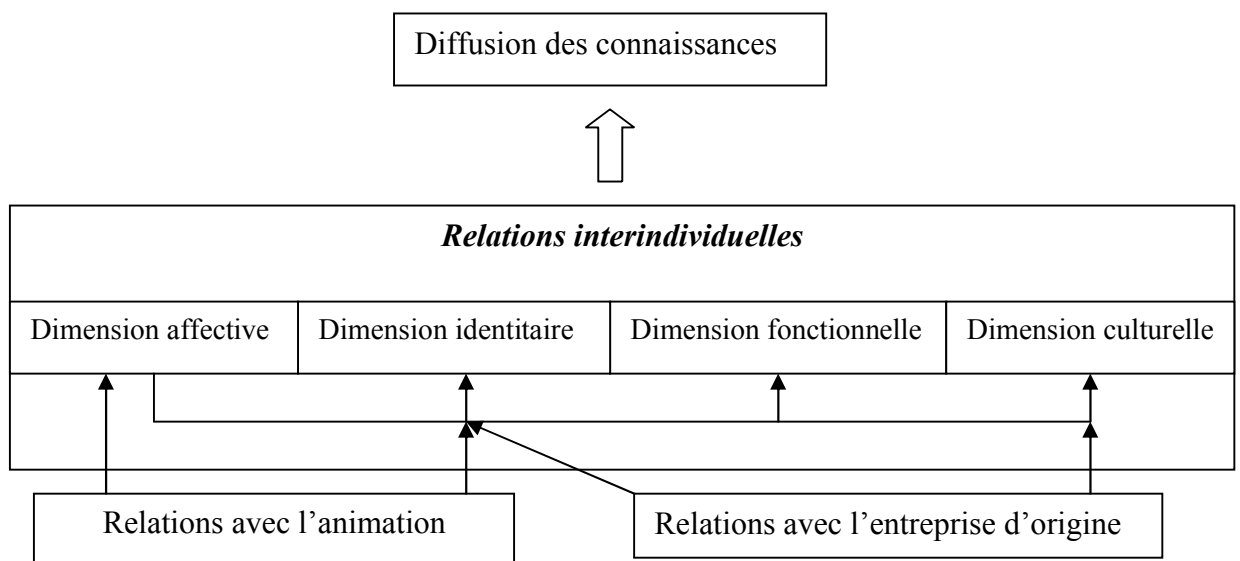 Diffusion des connaissances
Relations interindividuelles
Dimension affective
Dimension identitaire
Dimension fonctionnelle
Dimension culturelle
Relations avec l’animation
Relations avec l’entreprise d’origine